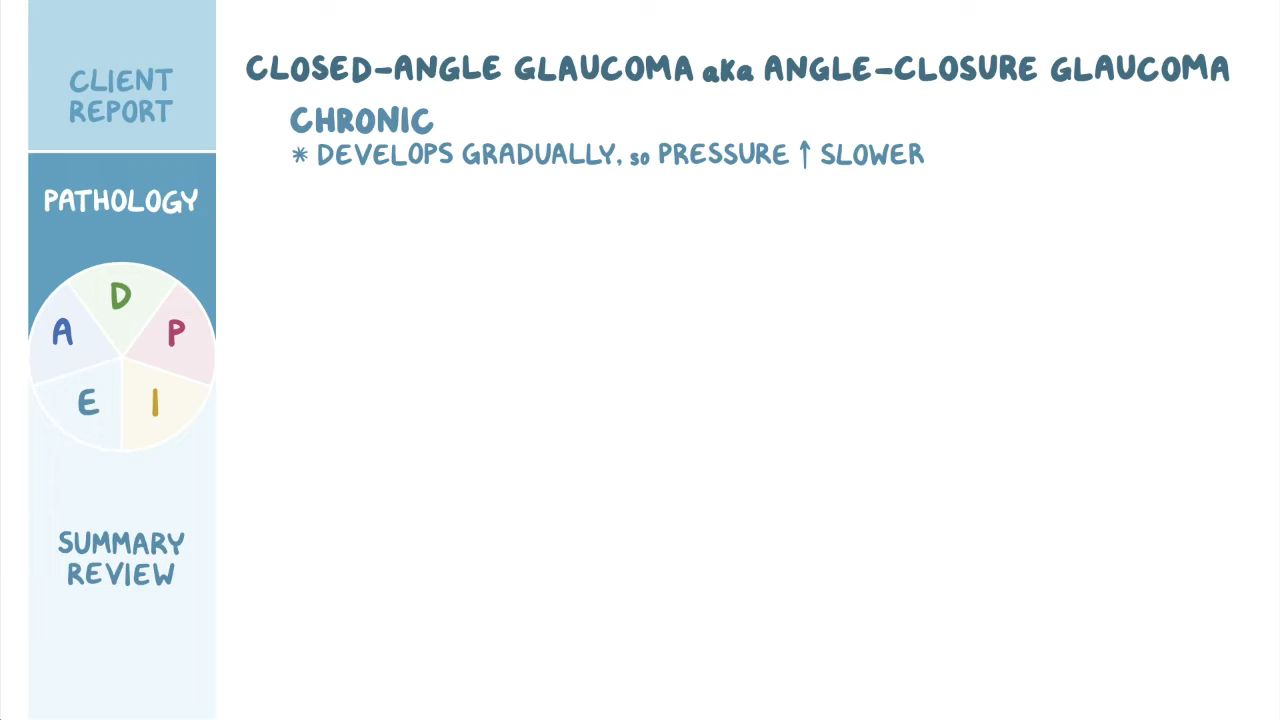 CLIENT
REPORT
PATHOLOGY
D
A
P
E
I
SUMMARY
REVIEW
CLOSED-ANGLE GLAUCOMA aka ANGLE-CLOSURE GLAUCOMA
CHRONIC
* DEVELOPS GRADUALLY, so PRESSURE ↑ SLOWER